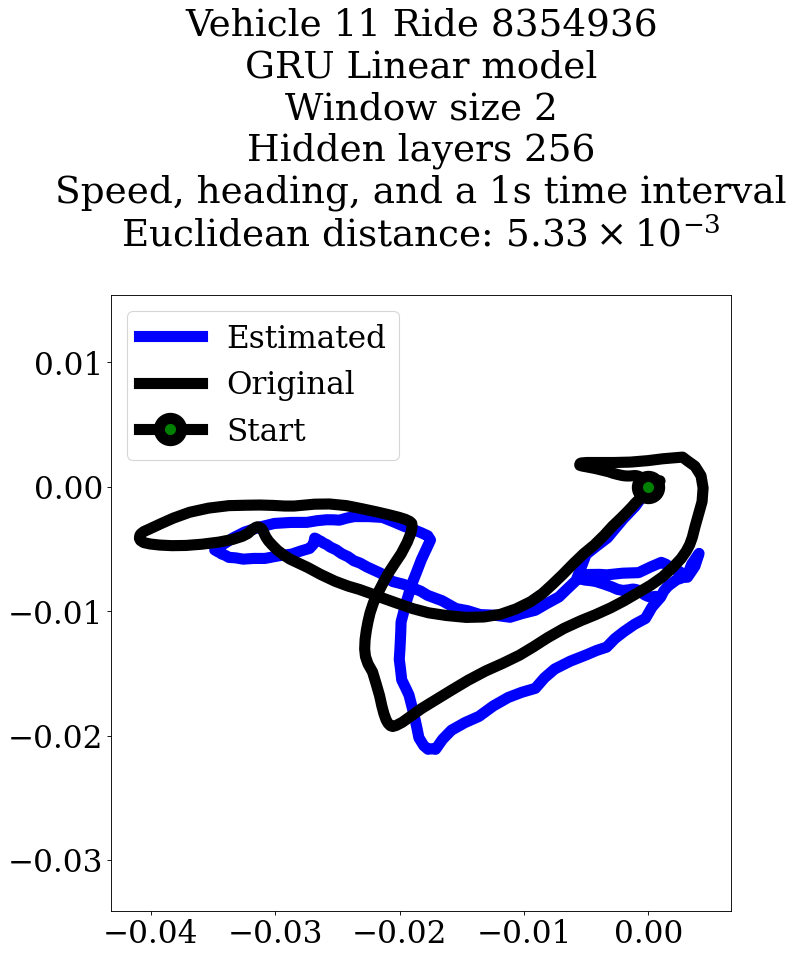 Vehicle 11 Ride 8354936
GRU Linear model
Window size 2
Hidden layers 256
Speed, heading, and a 1s time interval
Euclidean distance: 5.33 × 10⁻³
Estimated
Original
Start
0.01
0.00
−0.01
−0.02
−0.03
−0.04 −0.03 −0.02 −0.01 0.00